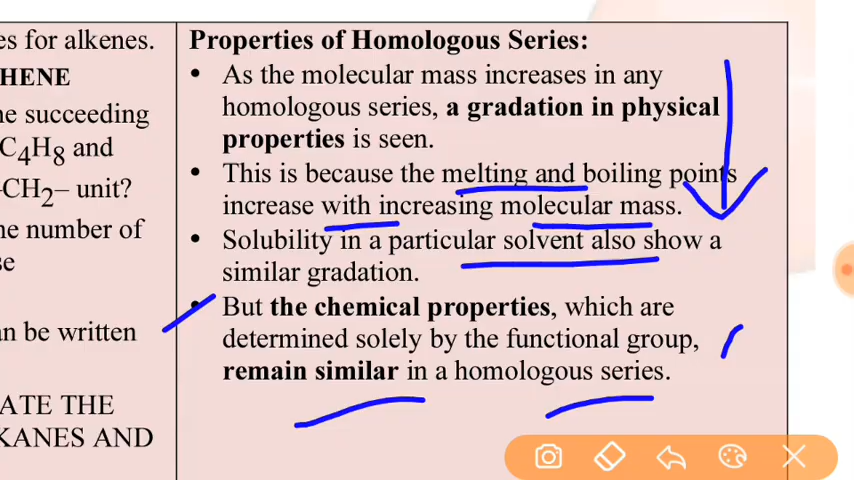 es for alkenes.
HENE
ne succeeding
C4H8 and
–CH2– unit?
ne number of
se
an be written
ATE THE
KANES AND
Properties of Homologous Series:
• As the molecular mass increases in any
homologous series, a gradation in physical
properties is seen.
• This is because the melting and boiling points
increase with increasing molecular mass.
• Solubility in a particular solvent also show a
similar gradation.
• But the chemical properties, which are
determined solely by the functional group,
remain similar in a homologous series.